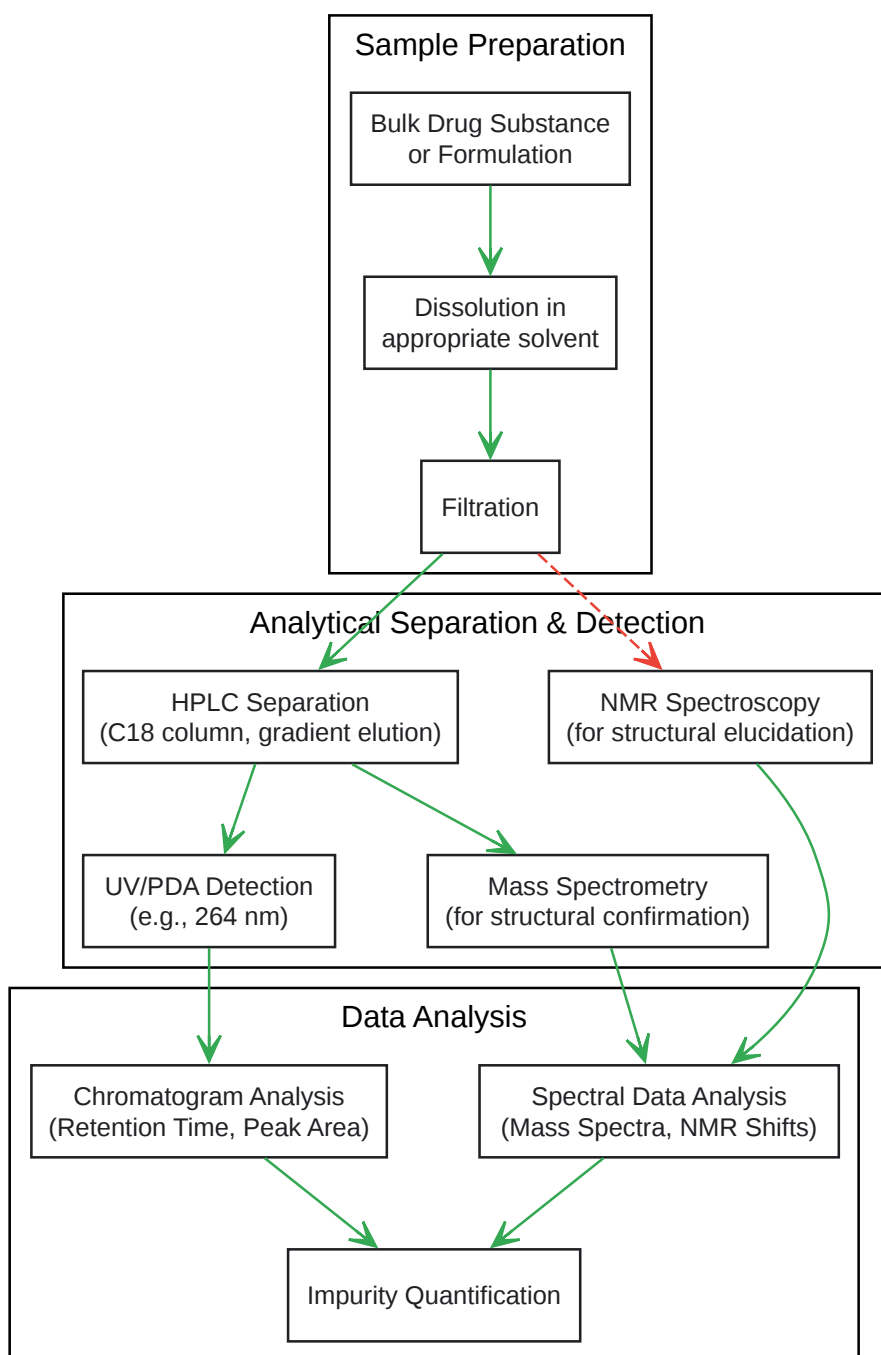 Sample Preparation
Bulk Drug Substance
or Formulation
Dissolution in
appropriate solvent
Filtration
Analytical Separation & Detection
HPLC Separation
(C18 column, gradient elution)
NMR Spectroscopy
(for structural elucidation)
UV/PDA Detection
(e.g., 264 nm)
Mass Spectrometry
(for structural confirmation)
Data Analysis
Chromatogram Analysis
(Retention Time, Peak Area)
Spectral Data Analysis
(Mass Spectra, NMR Shifts)
Impurity Quantification